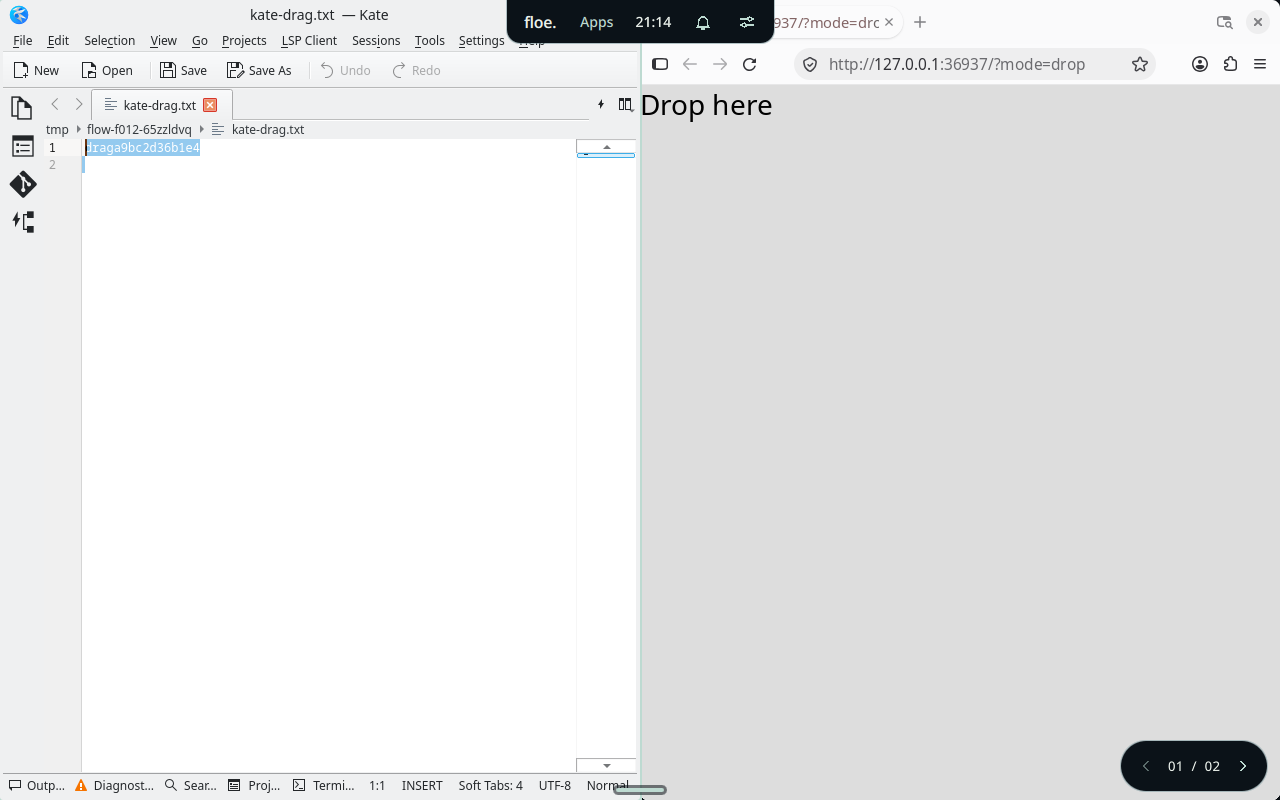 kate-drag.txt — Kate
File Edit Selection View Go Projects LSP Client Sessions Tools Settings Help
New Open Save Save As Undo Redo
kate-drag.txt
tmp flow-f012-65zzldvq kate-drag.txt
1 draga9bc2d36b1e4
2
Outp... Diagnost... Sear... Proj... Termi... 1:1 INSERT Soft Tabs: 4 UTF-8 Normal
floe. Apps 21:14
937/?mode=drc
http://127.0.0.1:36937/?mode=drop
Drop here
01 / 02